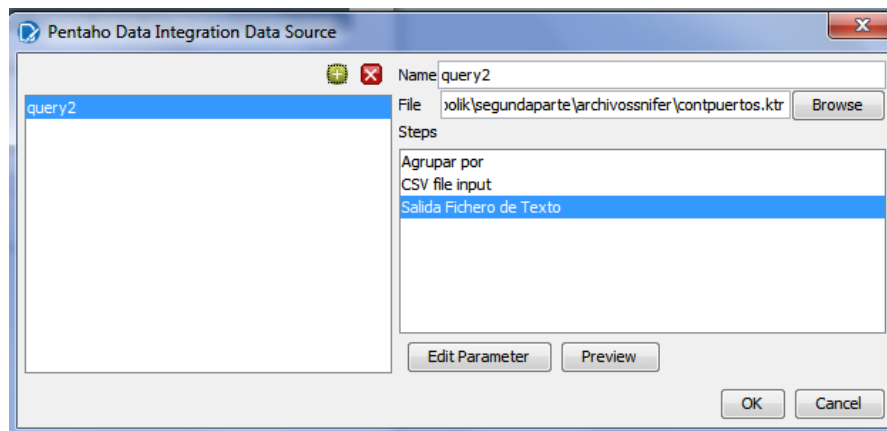 Pentaho Data Integration Data Source
Name query2
query2
File olik\segundaparte\archivossnifer\contpuertos.ktr Browse
Steps
Agrupar por
CSV file input
Salida Fichero de Texto
Edit Parameter Preview
OK Cancel